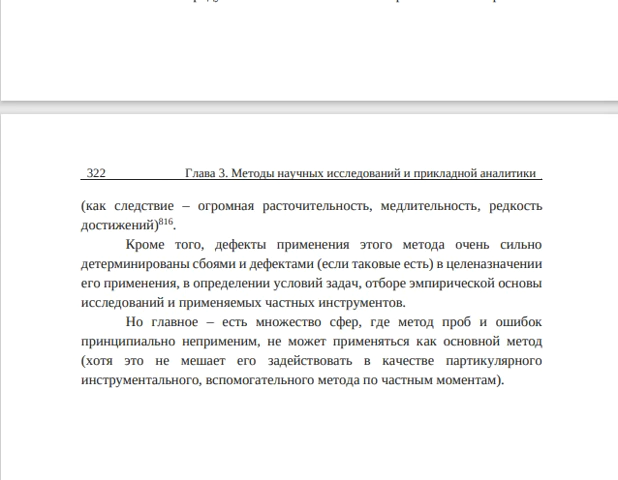 322 Глава 3. Методы научных исследований и прикладной аналитики
(как следствие – огромная расточительность, медлительность, редкость
достижений)⁸¹⁶.
Кроме того, дефекты применения этого метода очень сильно
детерминированы сбоями и дефектами (если таковые есть) в целеназначении
его применения, в определении условий задач, отборе эмпирической основы
исследований и применяемых частных инструментов.
Но главное – есть множество сфер, где метод проб и ошибок
принципиально неприменим, не может применяться как основной метод
(хотя это не мешает его задействовать в качестве партикулярного
инструментального, вспомогательного метода по частным моментам).